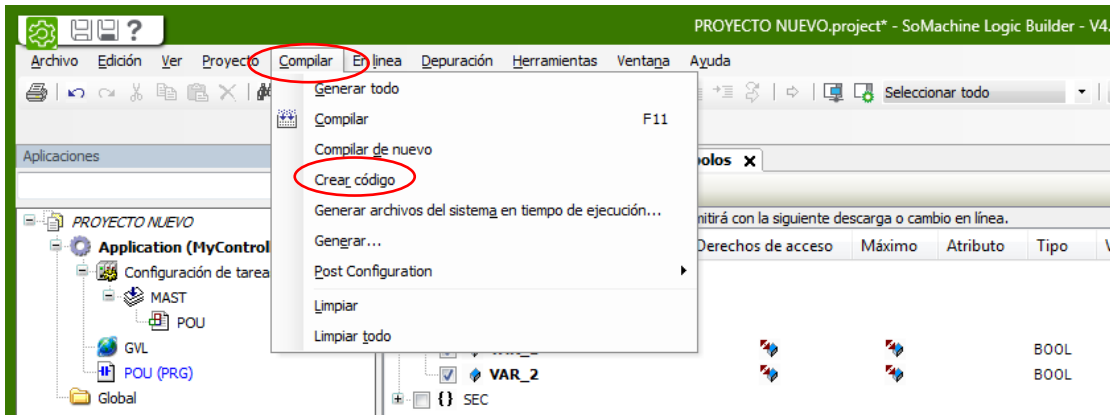 PROYECTO NUEVO.project* - SoMachine Logic Builder - V4.
Archivo Edición Ver Proyecto Compilar En línea Depuración Herramientas Ventana Ayuda
Generar todo
Seleccionar todo
Compilar F11
Compilar de nuevo
Aplicaciones
bolos X
Crear código
Generar archivos del sistema en tiempo de ejecución...
mitirá con la siguiente descarga o cambio en línea.
PROYECTO NUEVO
Generar...
Derechos de acceso Máximo Atributo Tipo V
Application (MyControl
Post Configuration
Configuración de tarea
MAST
Limpiar
POU
Limpiar todo
GVL
BOOL
POU (PRG)
VAR_2 BOOL
Global
{} SEC